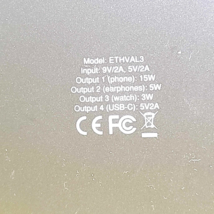 Model: ETHVAL3
Input: 9V/2A, 5V/2A
Output 1 (phone): 15W
Output 2 (earphones): 5W
Output 3 (watch): 3W
Output 4 (USB-C): 5V2A
CE FC